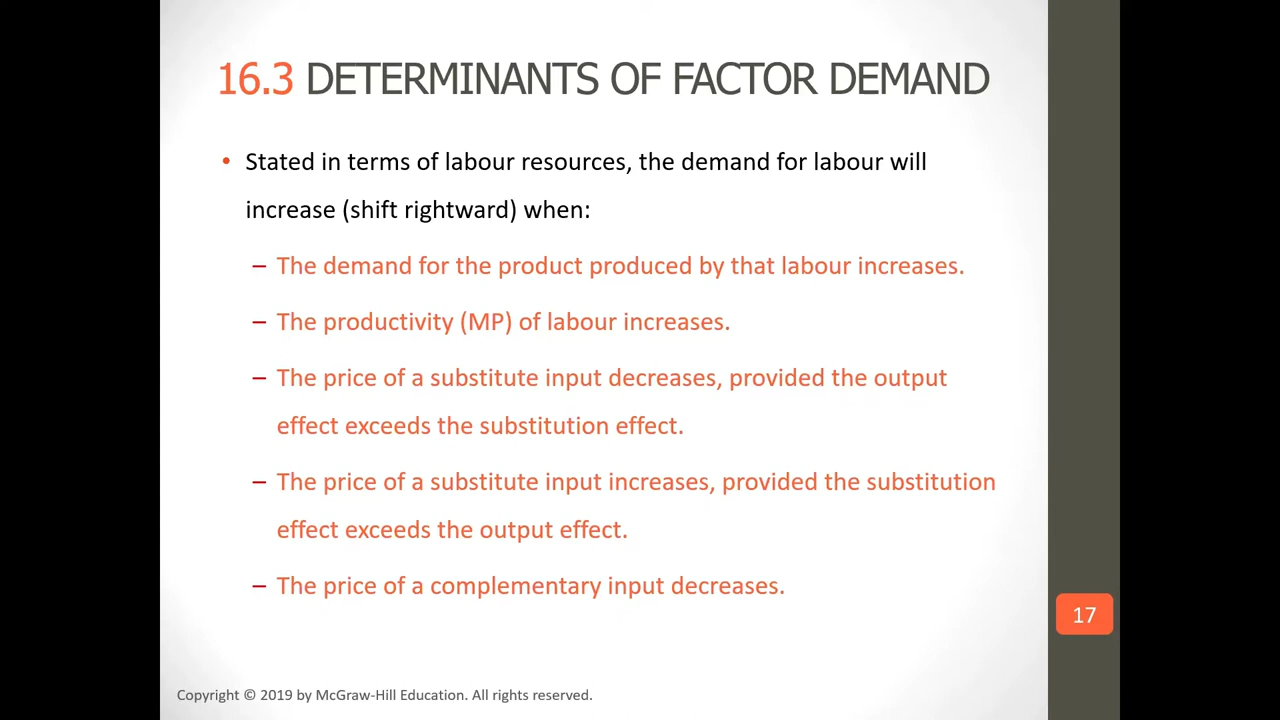 16.3 DETERMINANTS OF FACTOR DEMAND
• Stated in terms of labour resources, the demand for labour will
increase (shift rightward) when:
– The demand for the product produced by that labour increases.
– The productivity (MP) of labour increases.
– The price of a substitute input decreases, provided the output
effect exceeds the substitution effect.
– The price of a substitute input increases, provided the substitution
effect exceeds the output effect.
– The price of a complementary input decreases.
17
Copyright © 2019 by McGraw-Hill Education. All rights reserved.